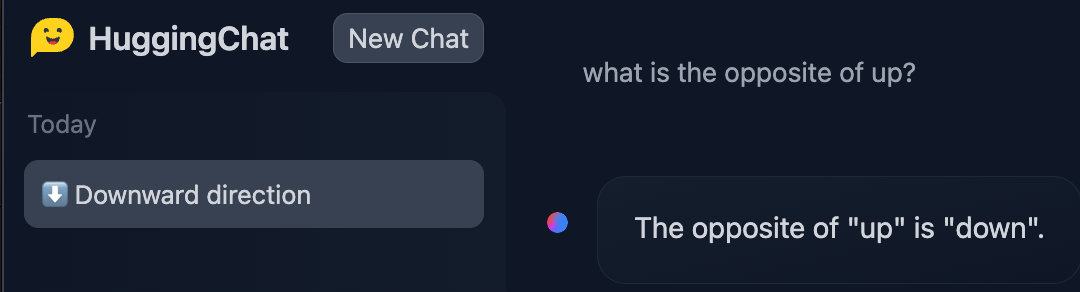 HuggingChat
New Chat
Today
⬇️ Downward direction
what is the opposite of up?
The opposite of "up" is "down".